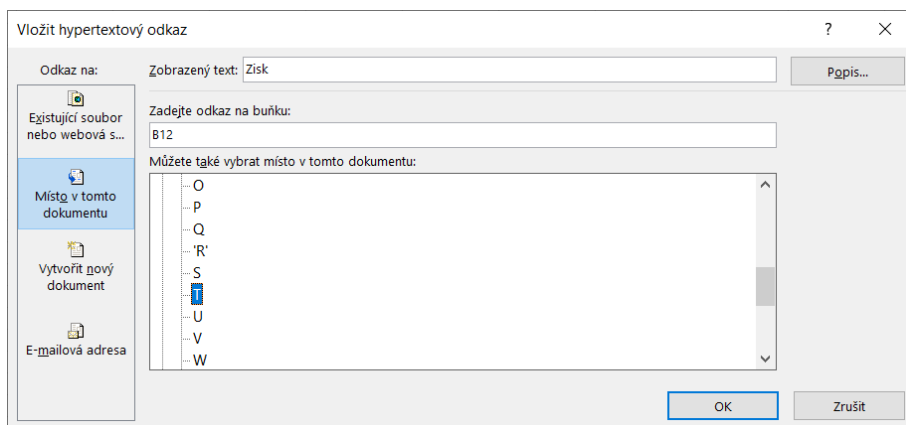 Vložit hypertextový odkaz
?
Odkaz na:
Zobrazený text:
Zisk
Popis...
Existující soubor
nebo webová s...
Místo v tomto
dokumentu
Vytvořit nový
dokument
E-mailová adresa
Zadejte odkaz na buňku:
B12
Můžete také vybrat místo v tomto dokumentu:
O
P
Q
'R'
S
T
U
V
W
OK
Zrušit